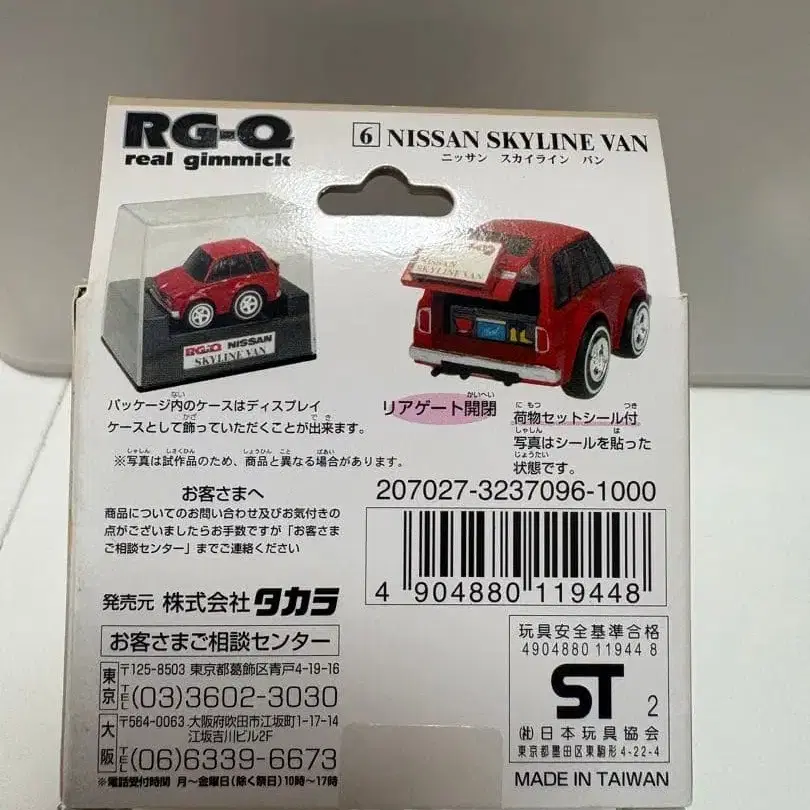 RG-Q
real gimmick
6 NISSAN SKYLINE VAN
ニッサン スカイライン バン
NISSAN
SKYLINE VAN
RG-Q NISSAN
SKYLINE VAN
パッケージ内のケースはディスプレイ
ケースとして飾っていただくことが出来ます。
※写真は試作品のため、商品と異なる場合があります。
リアゲート開閉
荷物セットシール付
写真はシールを貼った
状態です。
お客さまへ
商品についてのお問い合わせ及びお気付きの
点がございましたらお手数ですが「お客さま
ご相談センター」までご連絡ください
207027-3237096-1000
4 904880 119448
発売元 株式会社タカラ
お客さまご相談センター
東京 〒125-8503 東京都葛飾区青戸4-19-16
TEL (03)3602-3030
大阪 〒564-0063 大阪府吹田市江坂町1-17-14
江坂吉川ビル2F
TEL (06)6339-6673
※電話受付時間 月〜金曜日(除く祭日)10時〜17時
玩具安全基準合格
4904880 11944 8
ST 2
(社)日本玩具協会
東京都墨田区東駒形4-22-4
MADE IN TAIWAN